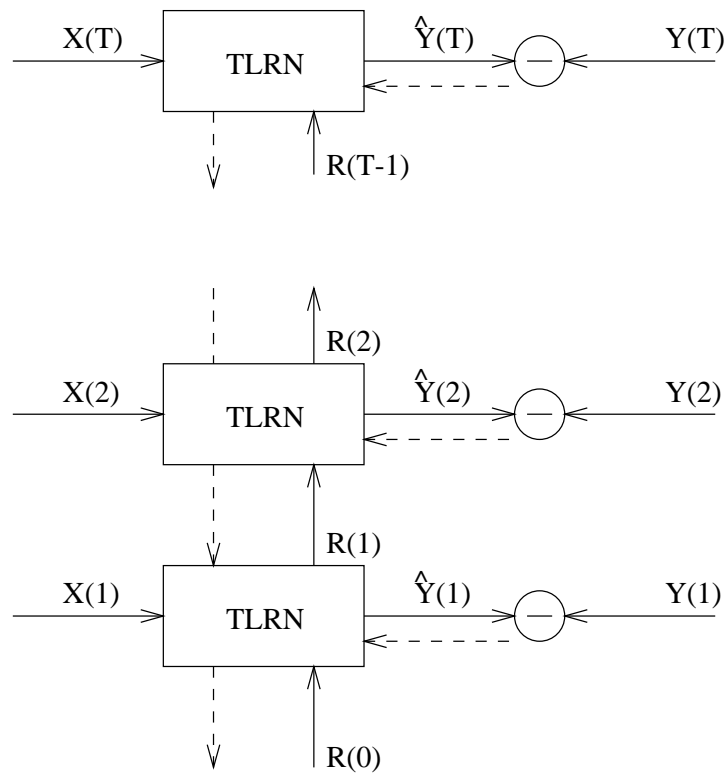 X(T)
TLRN
Ŷ(T)
Y(T)
R(T-1)
R(2)
X(2)
TLRN
Ŷ(2)
Y(2)
R(1)
X(1)
TLRN
Ŷ(1)
Y(1)
R(0)